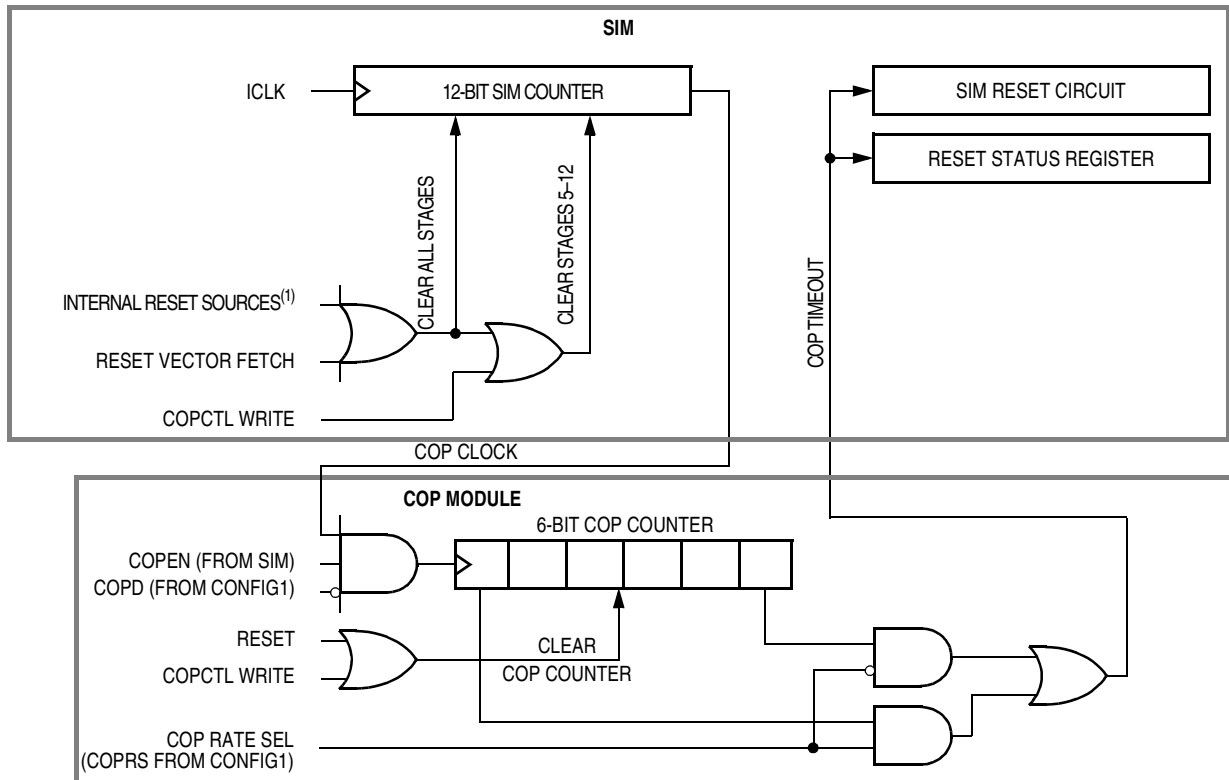 SIM
ICLK
12-BIT SIM COUNTER
SIM RESET CIRCUIT
RESET STATUS REGISTER
CLEAR ALL STAGES
CLEAR STAGES 5–12
COP TIMEOUT
INTERNAL RESET SOURCES(1)
RESET VECTOR FETCH
COPCTL WRITE
COP CLOCK
COP MODULE
6-BIT COP COUNTER
COPEN (FROM SIM)
COPD (FROM CONFIG1)
RESET
COPCTL WRITE
CLEAR
COP COUNTER
COP RATE SEL
(COPRS FROM CONFIG1)